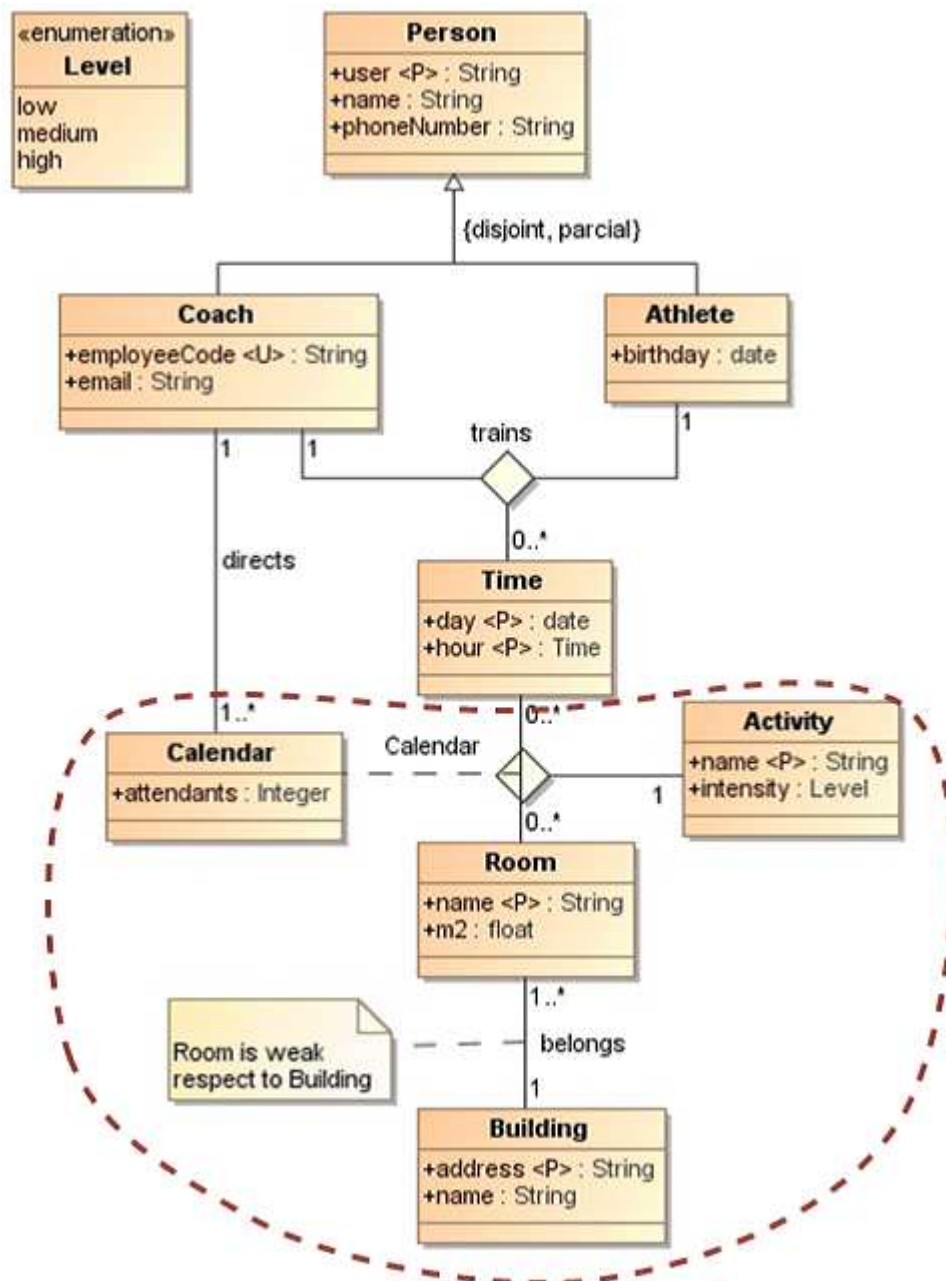 «enumeration»
Level
low
medium
high
Person
+user <P> : String
+name : String
+phoneNumber : String
{disjoint, parcial}
Coach
+employeeCode <U> : String
+email : String
Athlete
+birthday : date
1
1
trains
1
0..*
directs
Time
+day <P> : date
+hour <P> : Time
1..*
0..*
Calendar
+attendants : Integer
Calendar
Activity
+name <P> : String
+intensity : Level
1
0..*
Room
+name <P> : String
+m2 : float
1..*
Room is weak
respect to Building
belongs
1
Building
+address <P> : String
+name : String